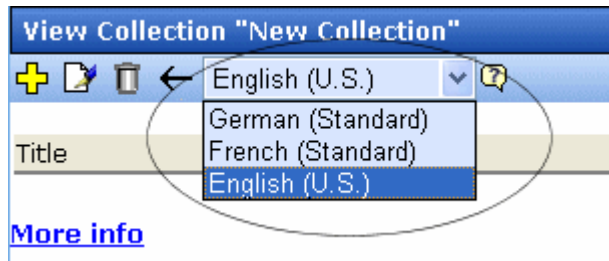 View Collection "New Collection"
English (U.S.)
German (Standard)
Title
French (Standard)
English (U.S.)
More info